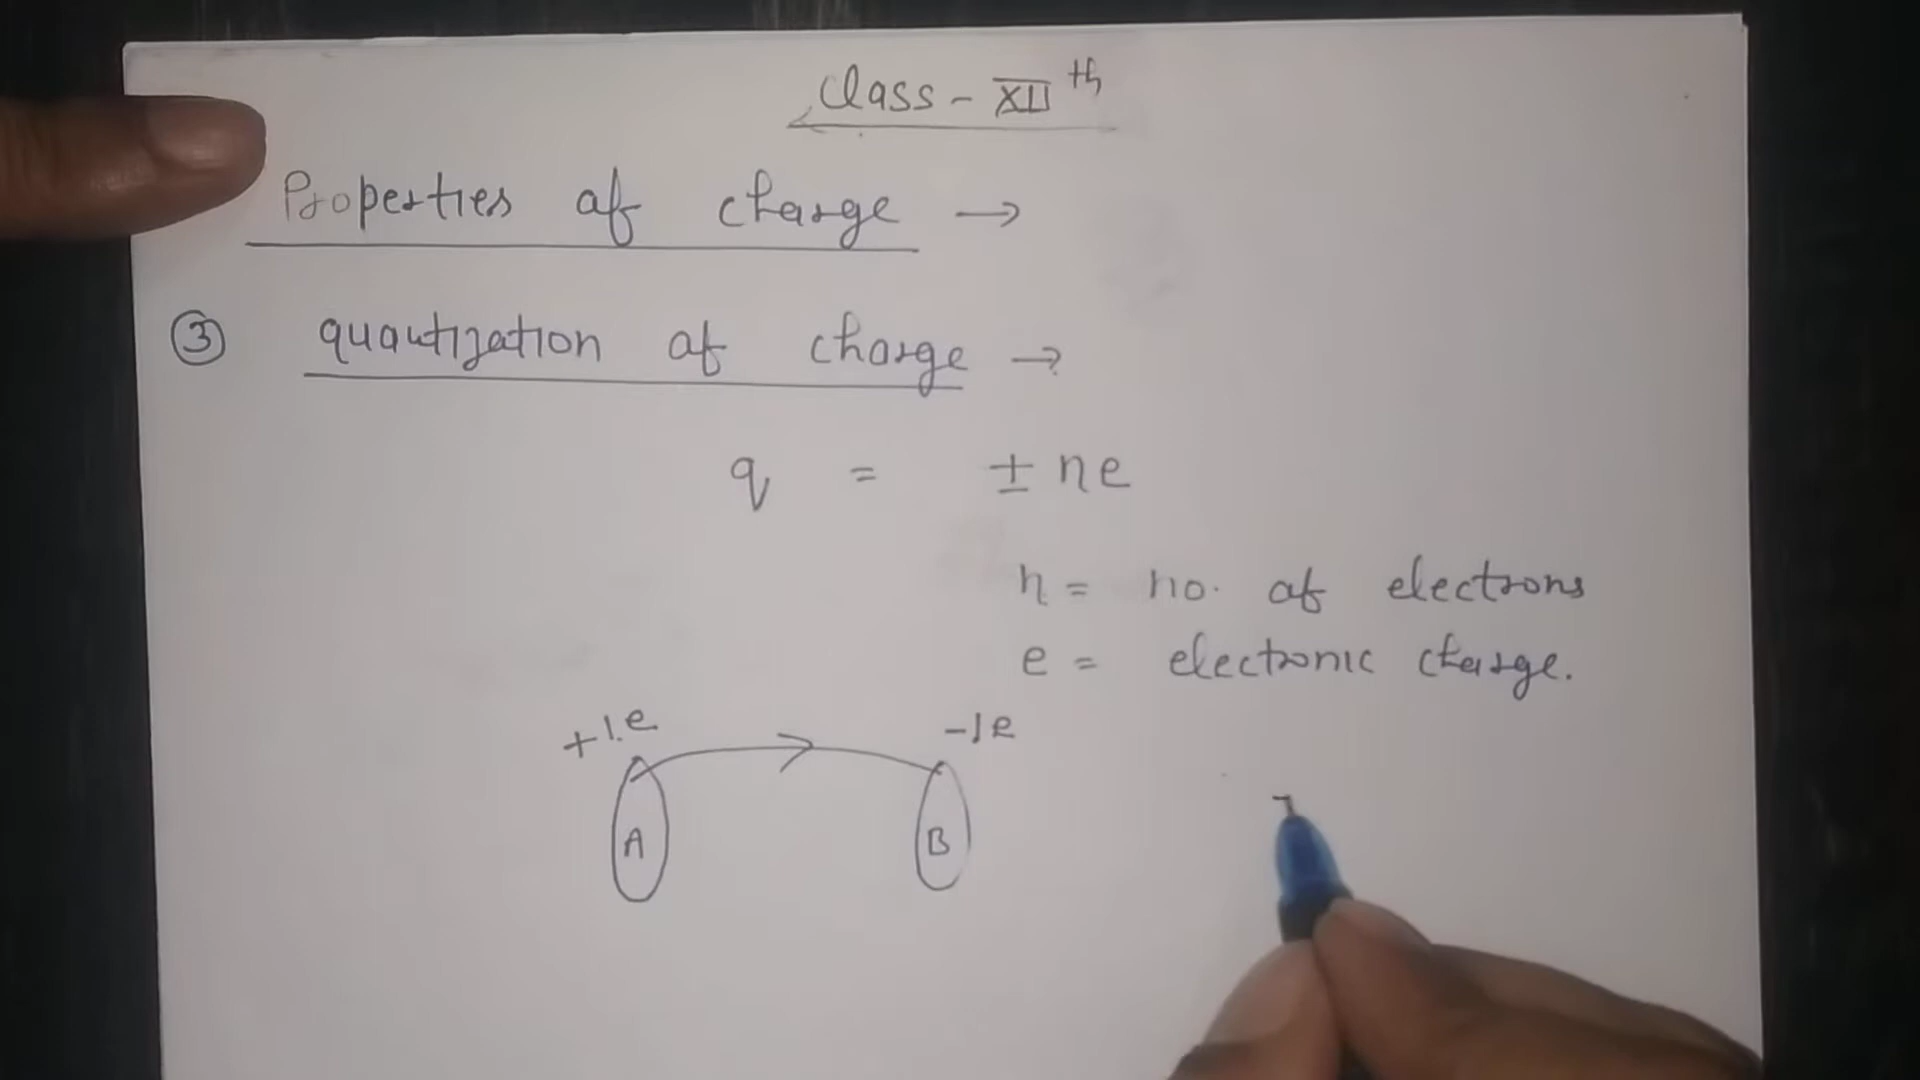 Class - XII th
Properties of charge →
③ quantization of charge →
q = ± ne
n = no. of electrons
e = electronic charge.
+1.e -1e
A B